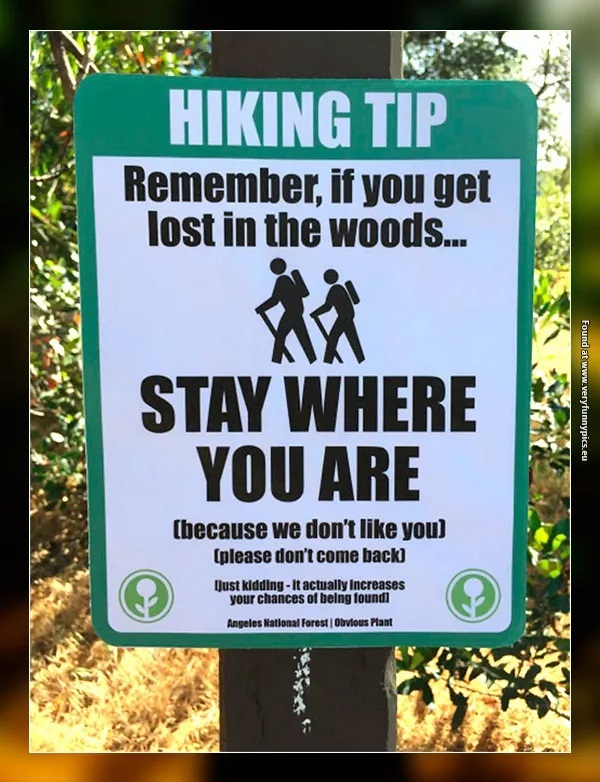 HIKING TIP
Remember, if you get
lost in the woods...
STAY WHERE
YOU ARE
(because we don't like you)
(please don't come back)
(just kidding - it actually increases
your chances of being found)
Angeles National Forest | Obvious Plant
Found at www.veryfunnypics.eu